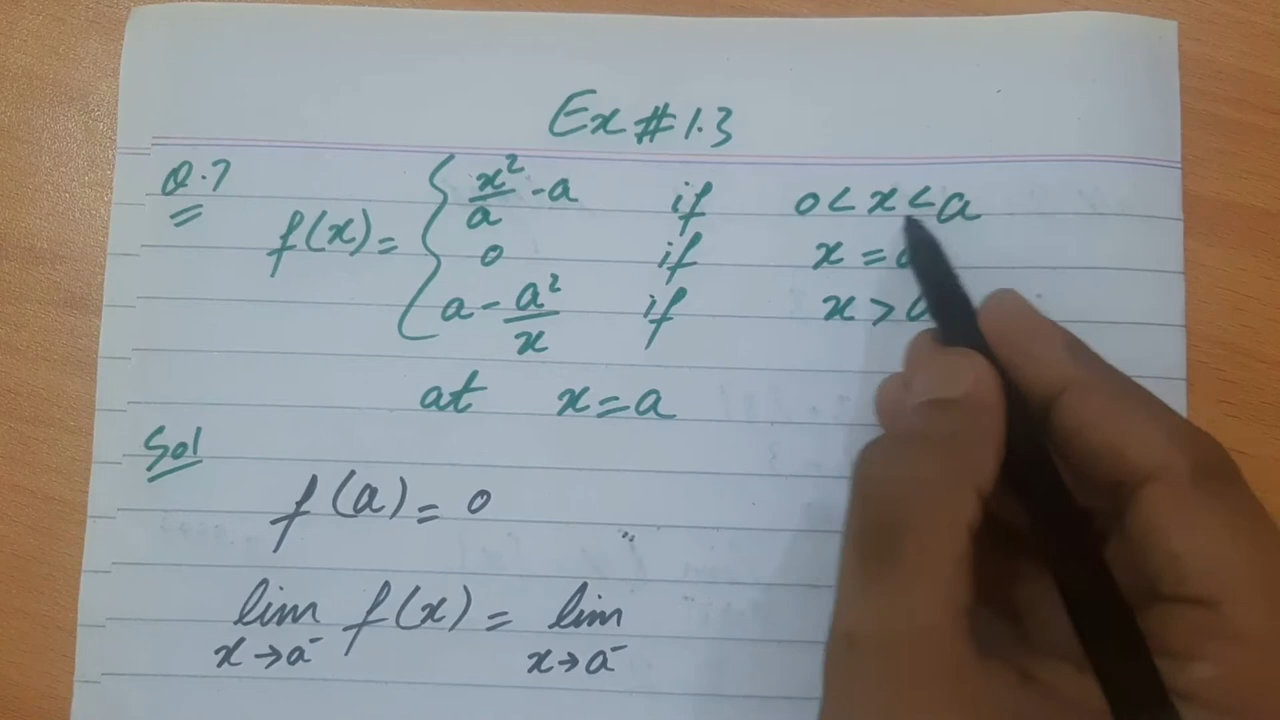 Ex # 1.3
Q.7
f(x) = { x²/a - a if 0 < x < a
0 if x = a
a - a²/x if x > a
at x = a
Sol
f(a) = 0
lim x→a⁻ f(x) = lim x→a⁻